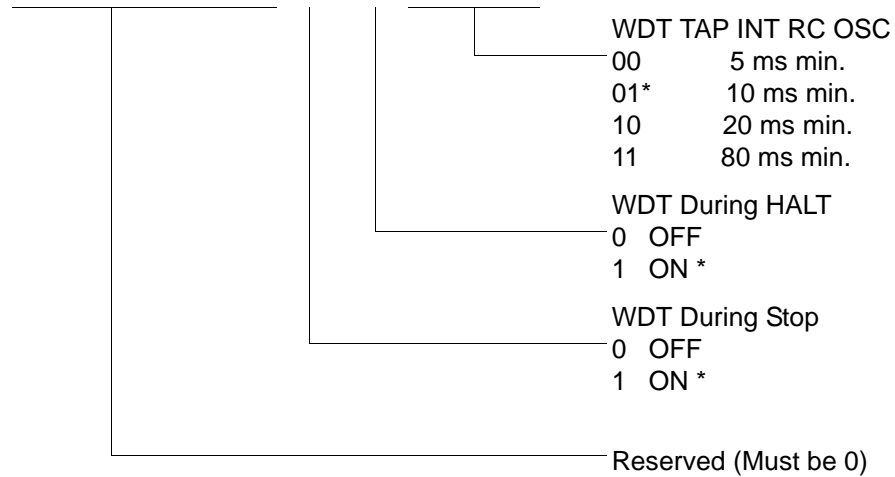 WDT TAP INT RC OSC
00 5 ms min.
01* 10 ms min.
10 20 ms min.
11 80 ms min.
WDT During HALT
0 OFF
1 ON *
WDT During Stop
0 OFF
1 ON *
Reserved (Must be 0)